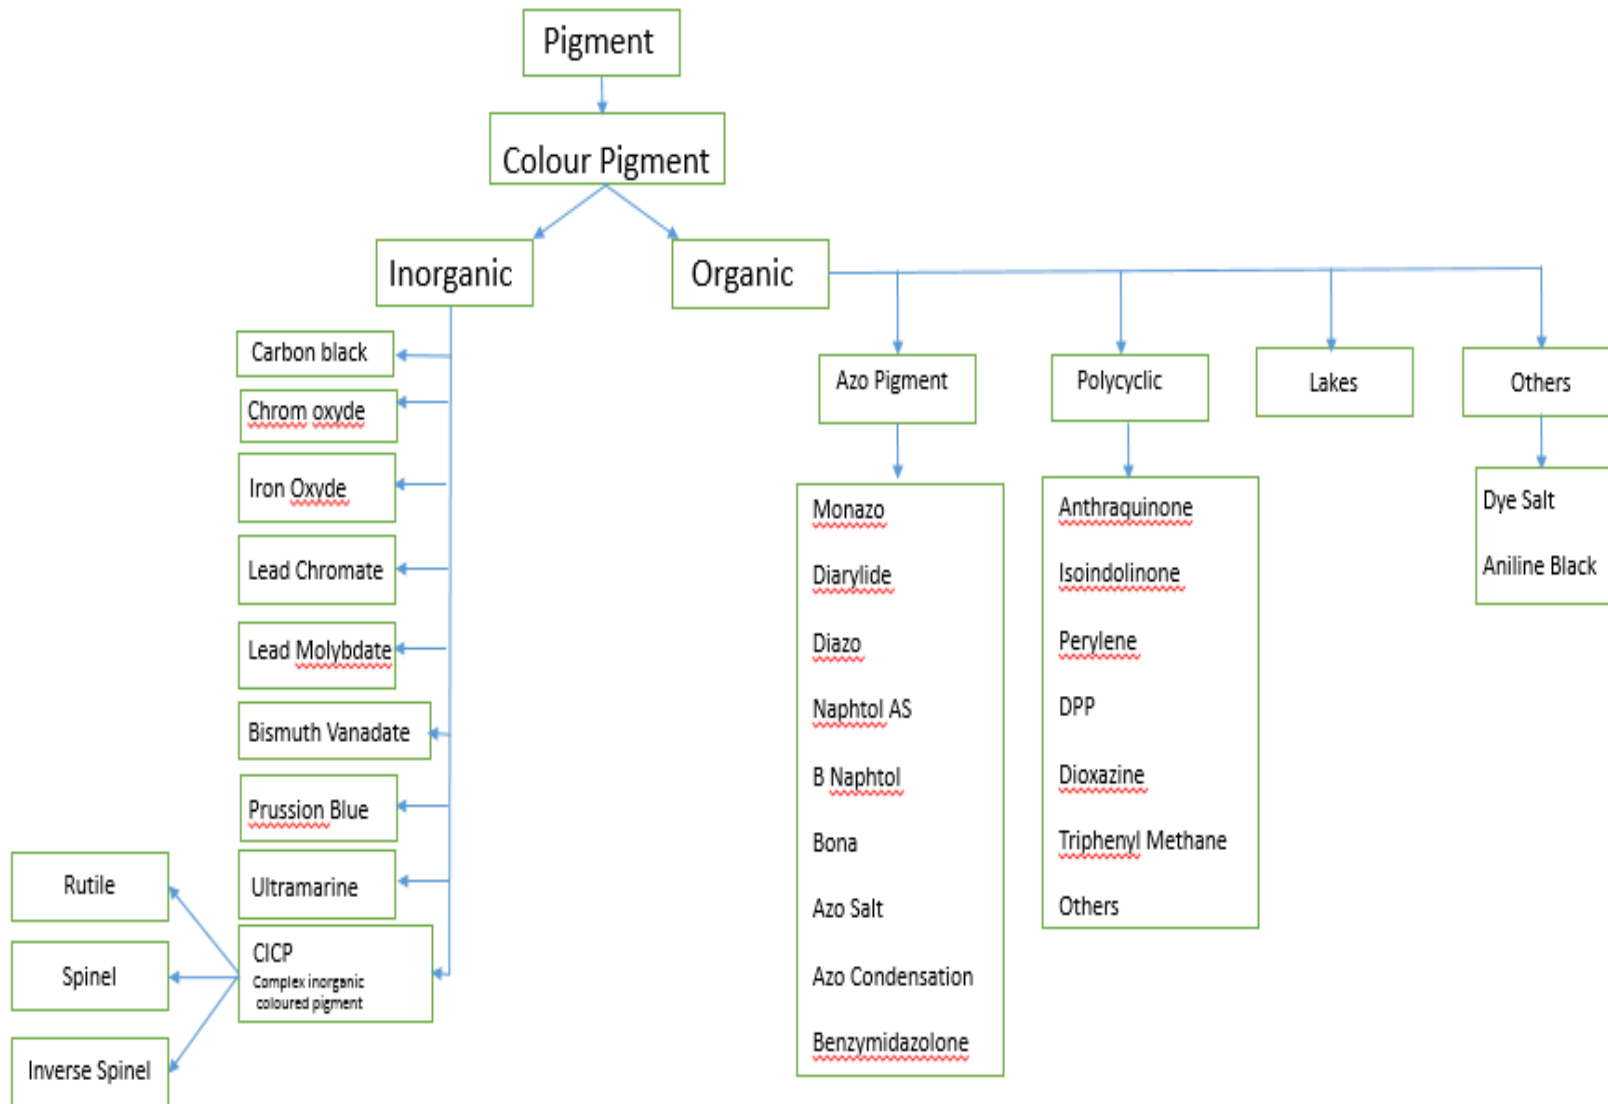 Pigment
Colour Pigment
Inorganic
Organic
Carbon black
Chrom oxyde
Iron Oxyde
Lead Chromate
Lead Molybdate
Bismuth Vanadate
Prussion Blue
Ultramarine
CICP
Complex inorganic
coloured pigment
Rutile
Spinel
Inverse Spinel
Azo Pigment
Polycyclic
Lakes
Others
Monazo
Diarylide
Diazo
Naphtol AS
B Naphtol
Bona
Azo Salt
Azo Condensation
Benzymidazolone
Anthraquinone
Isoindolinone
Perylene
DPP
Dioxazine
Triphenyl Methane
Others
Dye Salt
Aniline Black